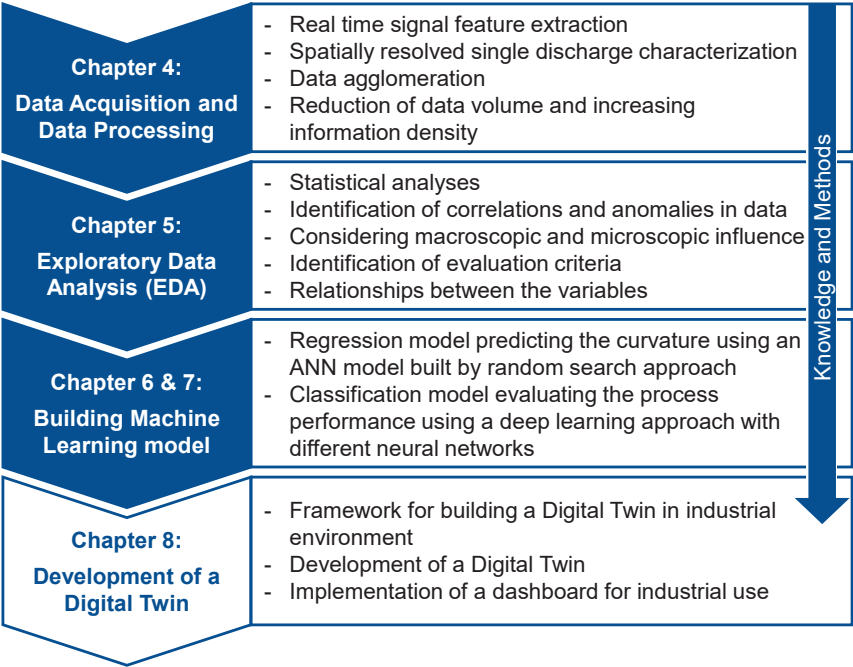 Chapter 4:
Data Acquisition and
Data Processing
- Real time signal feature extraction
- Spatially resolved single discharge characterization
- Data agglomeration
- Reduction of data volume and increasing
information density
Chapter 5:
Exploratory Data
Analysis (EDA)
- Statistical analyses
- Identification of correlations and anomalies in data
- Considering macroscopic and microscopic influence
- Identification of evaluation criteria
- Relationships between the variables
Chapter 6 & 7:
Building Machine
Learning model
- Regression model predicting the curvature using an
ANN model built by random search approach
- Classification model evaluating the process
performance using a deep learning approach with
different neural networks
Chapter 8:
Development of a
Digital Twin
- Framework for building a Digital Twin in industrial
environment
- Development of a Digital Twin
- Implementation of a dashboard for industrial use
Knowledge and Methods